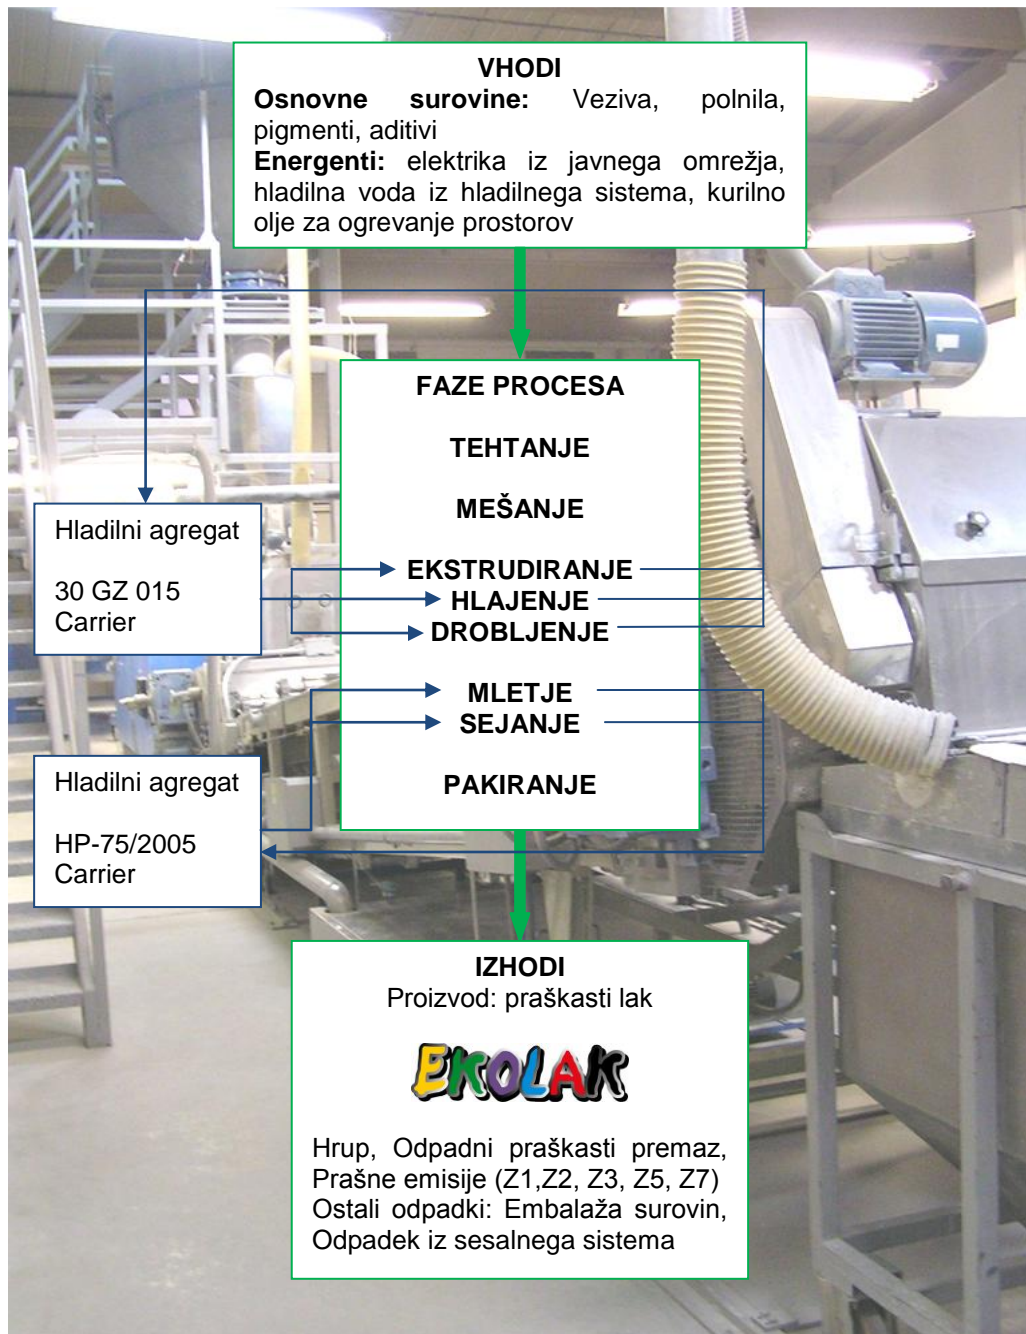 VHODI
Osnovne surovine: Veziva, polnila,
pigmenti, aditivi
Energenti: elektrika iz javnega omrežja,
hladilna voda iz hladilnega sistema, kurilno
olje za ogrevanje prostorov
FAZE PROCESA
TEHTANJE
MEŠANJE
EKSTRUDIRANJE
HLAJENJE
DROBLJENJE
MLETJE
SEJANJE
PAKIRANJE
Hladilni agregat
30 GZ 015
Carrier
Hladilni agregat
HP-75/2005
Carrier
IZHODI
Proizvod: praškasti lak
EKOLAK
Hrup, Odpadni praškasti premaz,
Prašne emisije (Z1,Z2, Z3, Z5, Z7)
Ostali odpadki: Embalaža surovin,
Odpadek iz sesalnega sistema